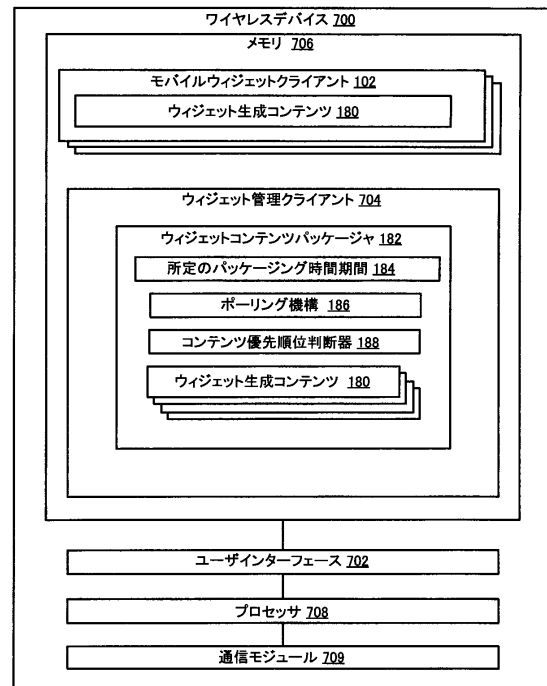 ワイヤレスデバイス 700
メモリ 706
モバイルウィジェットクライアント 102
ウィジェット生成コンテンツ 180
ウィジェット管理クライアント 704
ウィジェットコンテンツパッケージャ 182
所定のパッケージング時間期間 184
ポーリング機構 186
コンテンツ優先順位判断器 188
ウィジェット生成コンテンツ 180
ユーザインターフェース 702
プロセッサ 708
通信モジュール 709